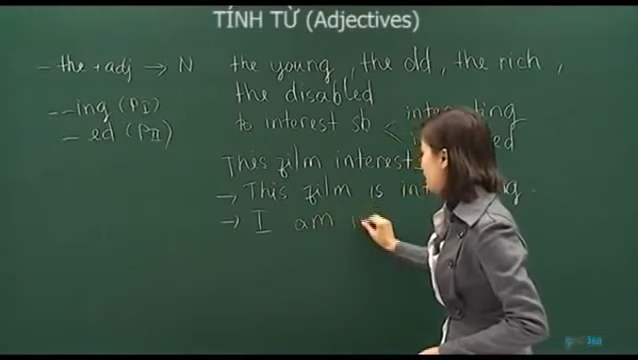 TÍNH TỪ (Adjectives)
- the + adj → N the young, the old, the rich,
the disabled
- -ing (PI)
- ed (PII)
to interest sb <
This film interest
→ This film is
→ I am
360